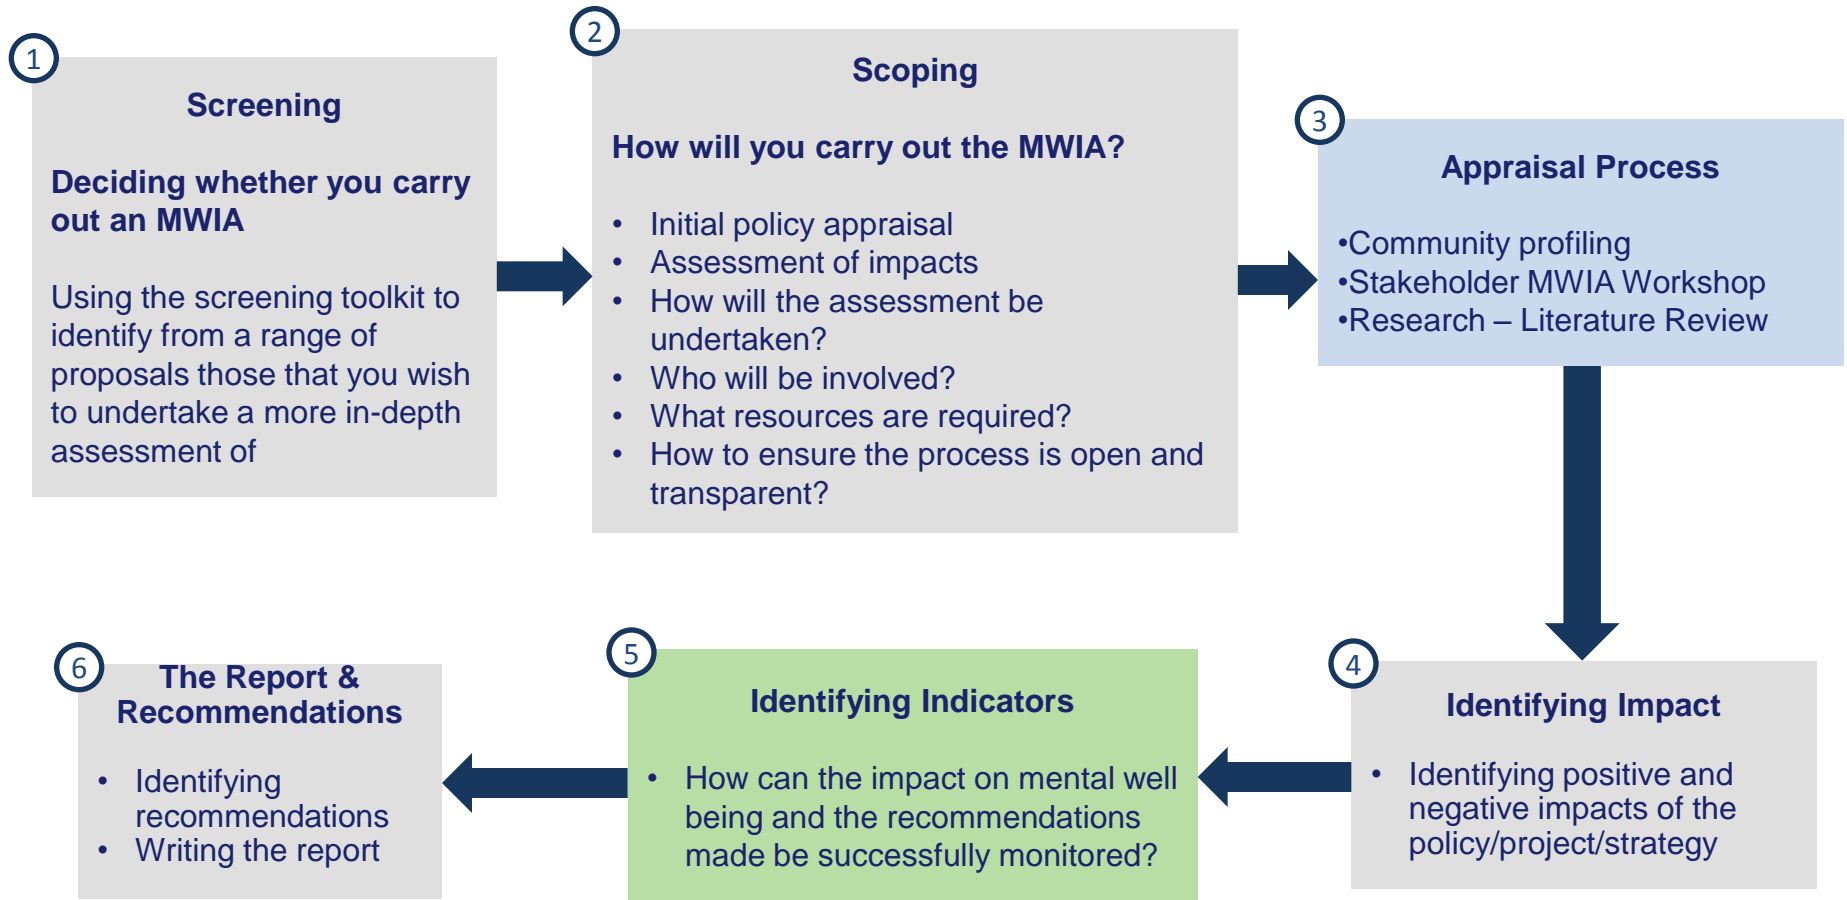 1
Screening
Deciding whether you carry
out an MWIA
Using the screening toolkit to
identify from a range of
proposals those that you wish
to undertake a more in-depth
assessment of
2
Scoping
How will you carry out the MWIA?
• Initial policy appraisal
• Assessment of impacts
• How will the assessment be
undertaken?
• Who will be involved?
• What resources are required?
• How to ensure the process is open and
transparent?
3
Appraisal Process
•Community profiling
•Stakeholder MWIA Workshop
•Research – Literature Review
4
Identifying Impact
• Identifying positive and
negative impacts of the
policy/project/strategy
5
Identifying Indicators
• How can the impact on mental well
being and the recommendations
made be successfully monitored?
6
The Report &
Recommendations
• Identifying
recommendations
• Writing the report